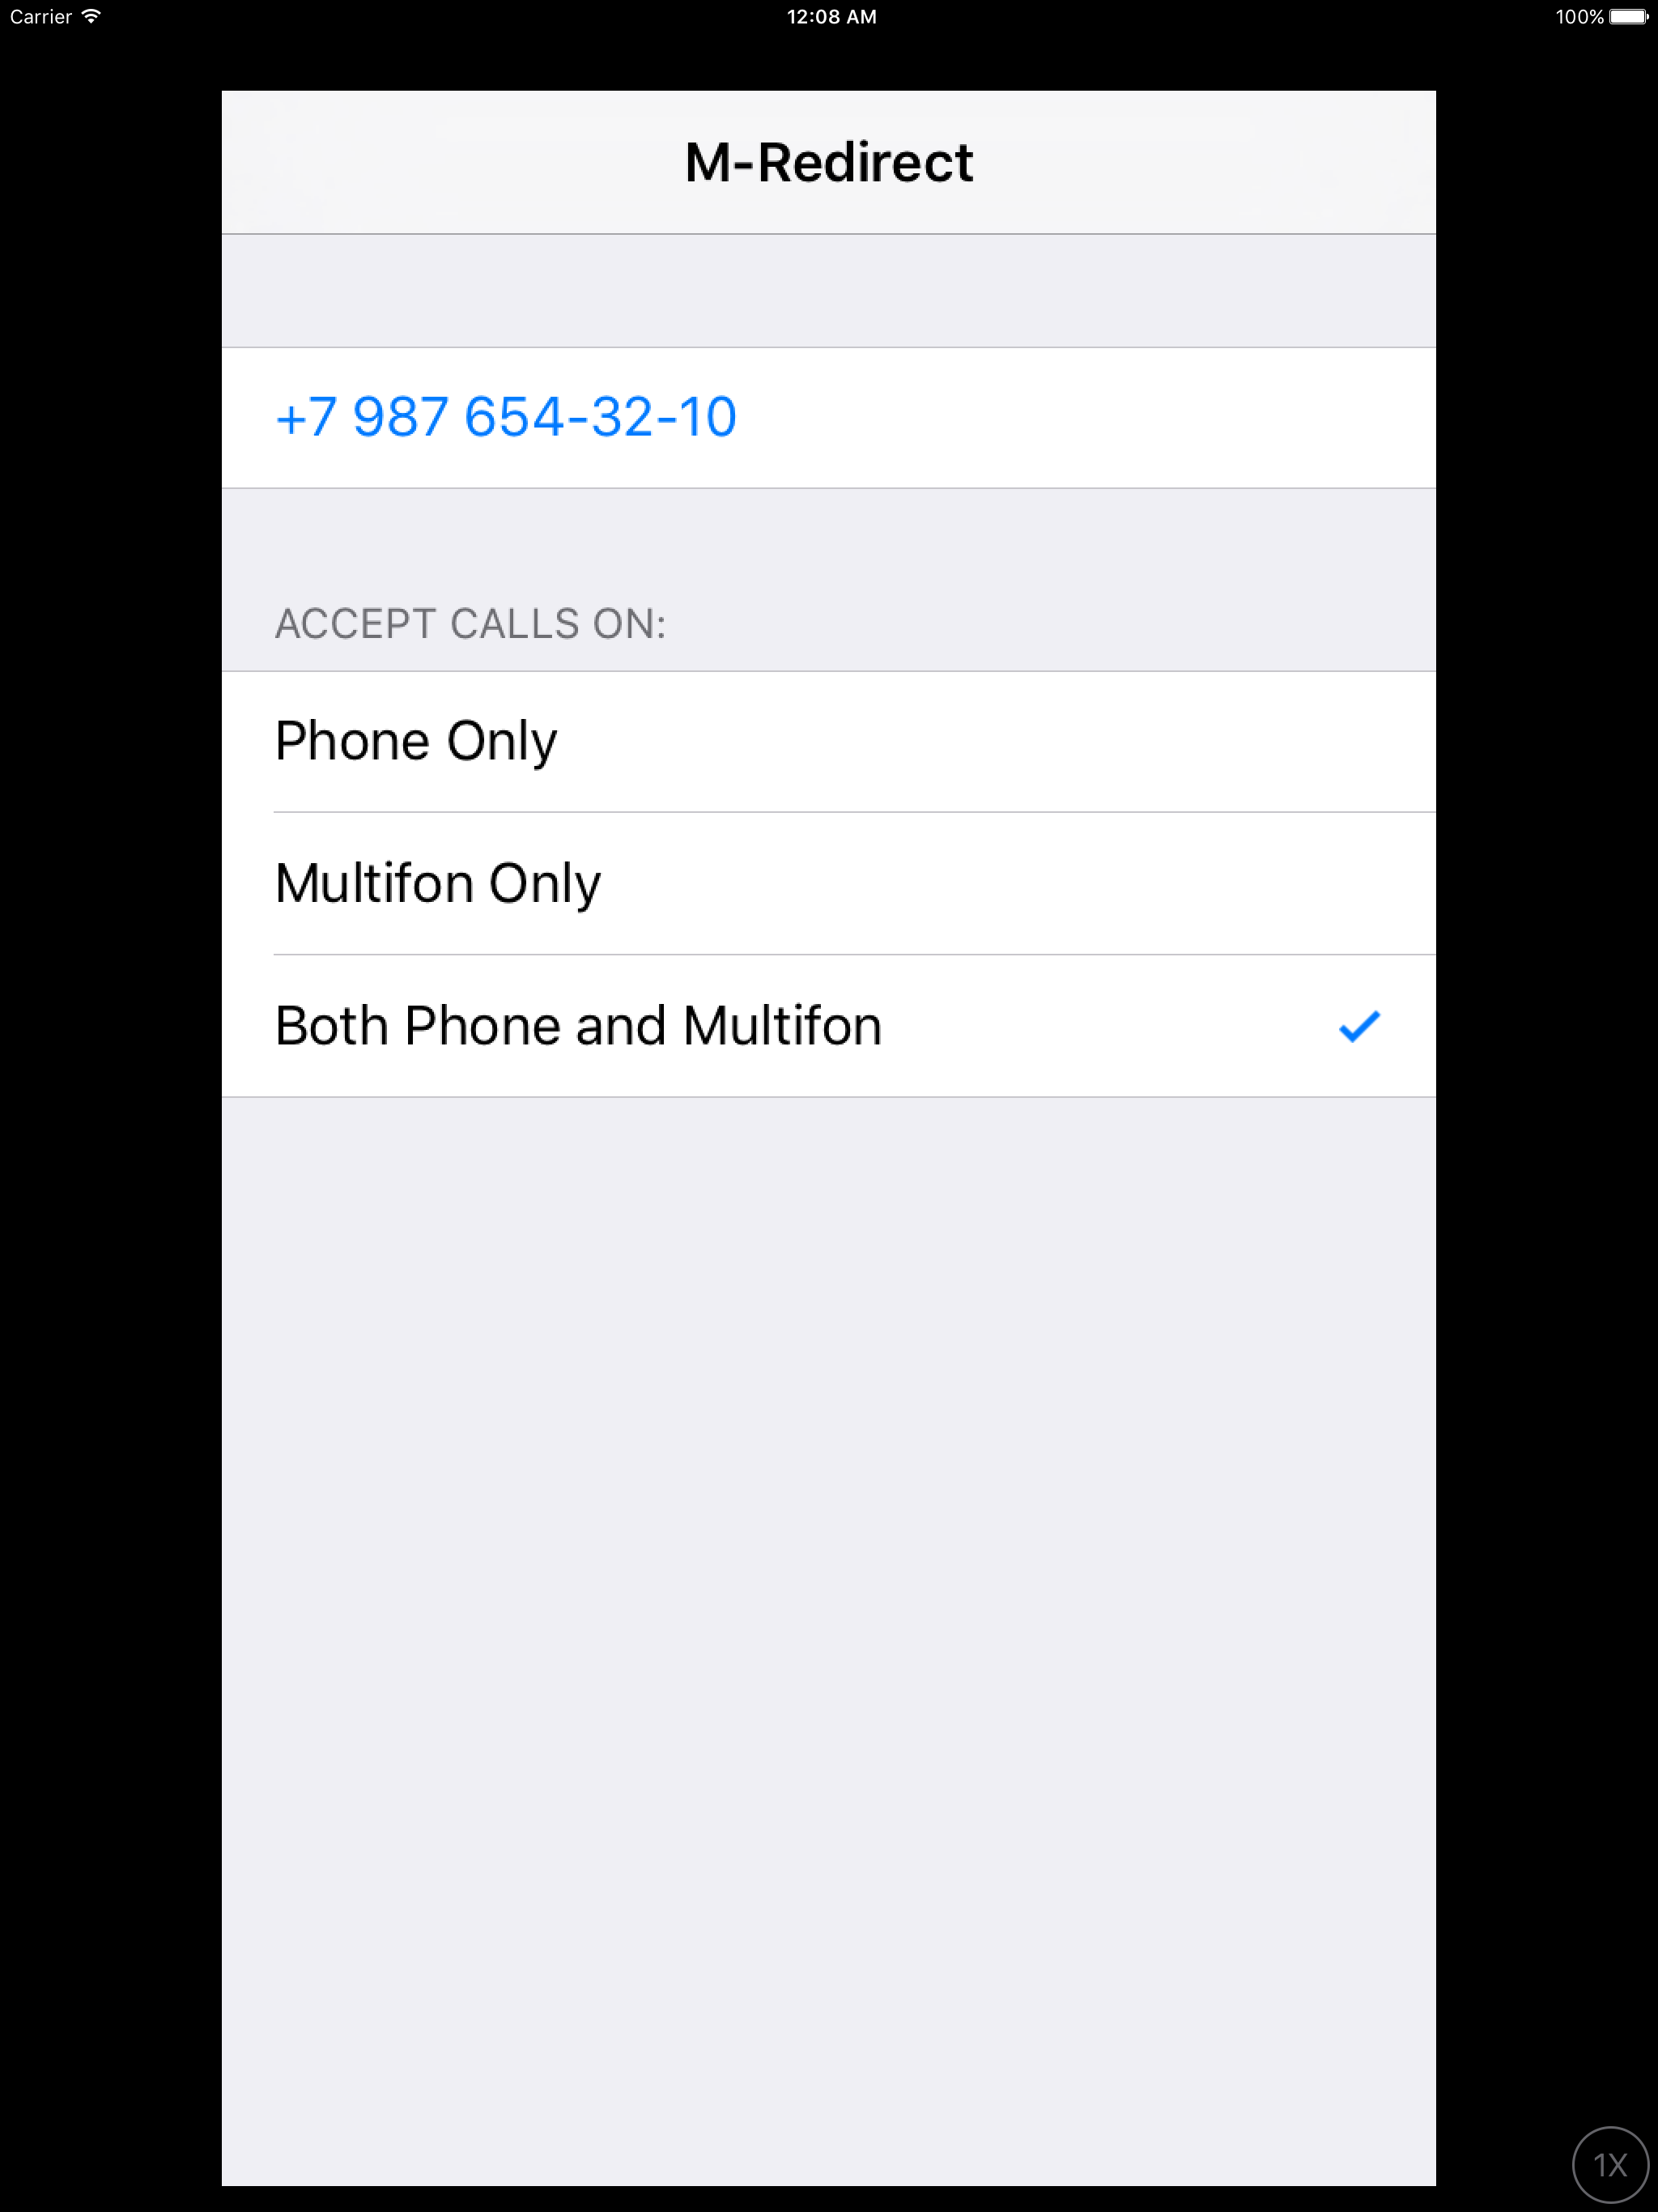 Carrier 12:08 AM 100%
M-Redirect
+7 987 654-32-10
ACCEPT CALLS ON:
Phone Only
Multifon Only
Both Phone and Multifon
1X